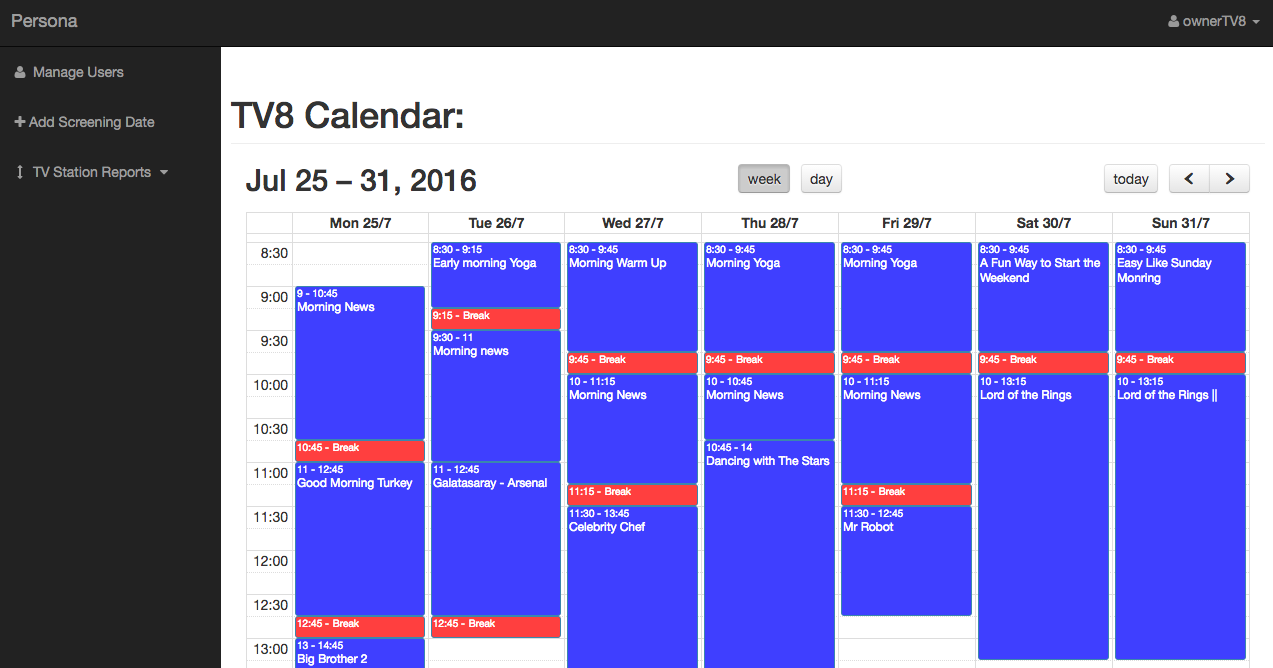 Persona
ownerTV8
Manage Users
Add Screening Date
TV Station Reports
TV8 Calendar:
Jul 25 – 31, 2016
week
day
today
Mon 25/7
Tue 26/7
Wed 27/7
Thu 28/7
Fri 29/7
Sat 30/7
Sun 31/7
8:30
9:00
9:30
10:00
10:30
11:00
11:30
12:00
12:30
13:00
9 - 10:45
Morning News
10:45 - Break
11 - 12:45
Good Morning Turkey
12:45 - Break
13 - 14:45
Big Brother 2
8:30 - 9:15
Early morning Yoga
9:15 - Break
9:30 - 11
Morning news
11 - 12:45
Galatasaray - Arsenal
12:45 - Break
8:30 - 9:45
Morning Warm Up
9:45 - Break
10 - 11:15
Morning News
11:15 - Break
11:30 - 13:45
Celebrity Chef
8:30 - 9:45
Morning Yoga
9:45 - Break
10 - 10:45
Morning News
10:45 - 14
Dancing with The Stars
8:30 - 9:45
Morning Yoga
9:45 - Break
10 - 11:15
Morning News
11:15 - Break
11:30 - 12:45
Mr Robot
8:30 - 9:45
A Fun Way to Start the
Weekend
9:45 - Break
10 - 13:15
Lord of the Rings
8:30 - 9:45
Easy Like Sunday
Monring
9:45 - Break
10 - 13:15
Lord of the Rings ||